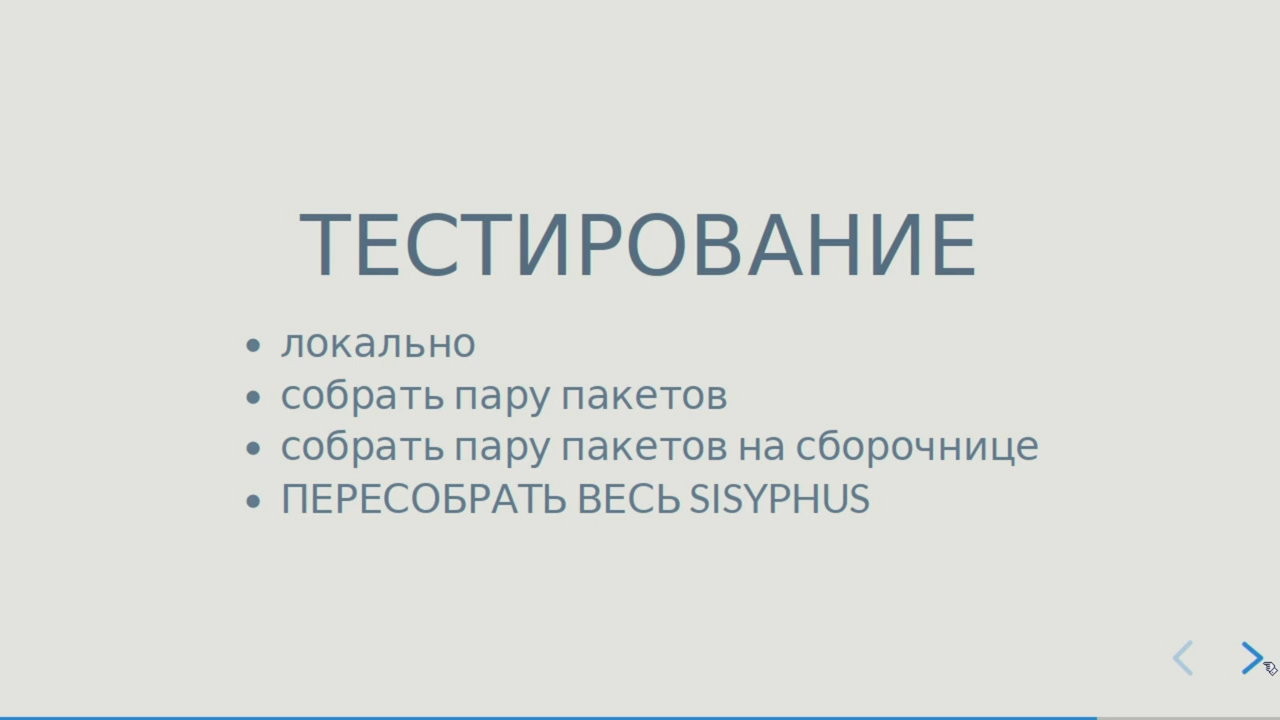 ТЕСТИРОВАНИЕ
локально
собрать пару пакетов
собрать пару пакетов на сборочнице
ПЕРЕСОБРАТЬ ВЕСЬ SISYPHUS